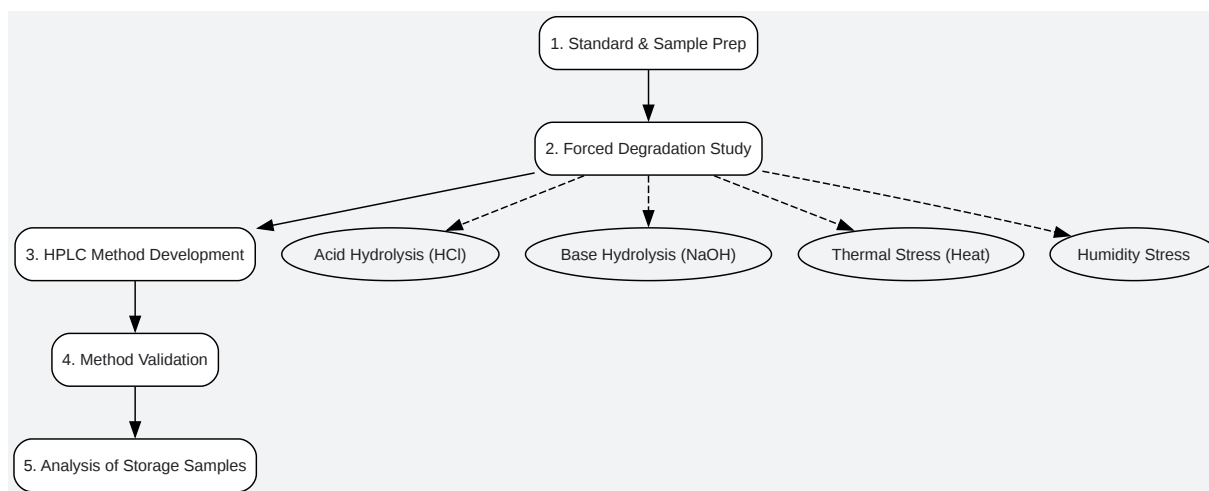 1. Standard & Sample Prep
2. Forced Degradation Study
3. HPLC Method Development
Acid Hydrolysis (HCl)
Base Hydrolysis (NaOH)
Thermal Stress (Heat)
Humidity Stress
4. Method Validation
5. Analysis of Storage Samples